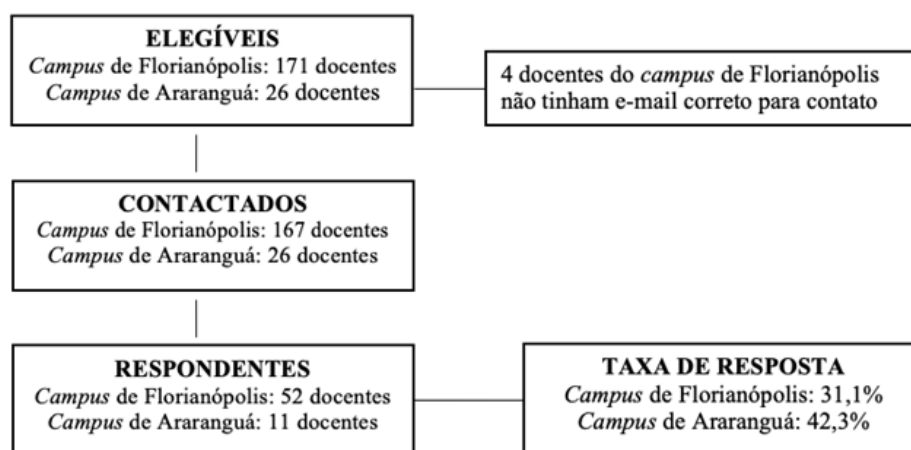 ELEGÍVEIS
Campus de Florianópolis: 171 docentes
Campus de Araranguá: 26 docentes
4 docentes do campus de Florianópolis
não tinham e-mail correto para contato
CONTACTADOS
Campus de Florianópolis: 167 docentes
Campus de Araranguá: 26 docentes
RESPONDENTES
Campus de Florianópolis: 52 docentes
Campus de Araranguá: 11 docentes
TAXA DE RESPOSTA
Campus de Florianópolis: 31,1%
Campus de Araranguá: 42,3%